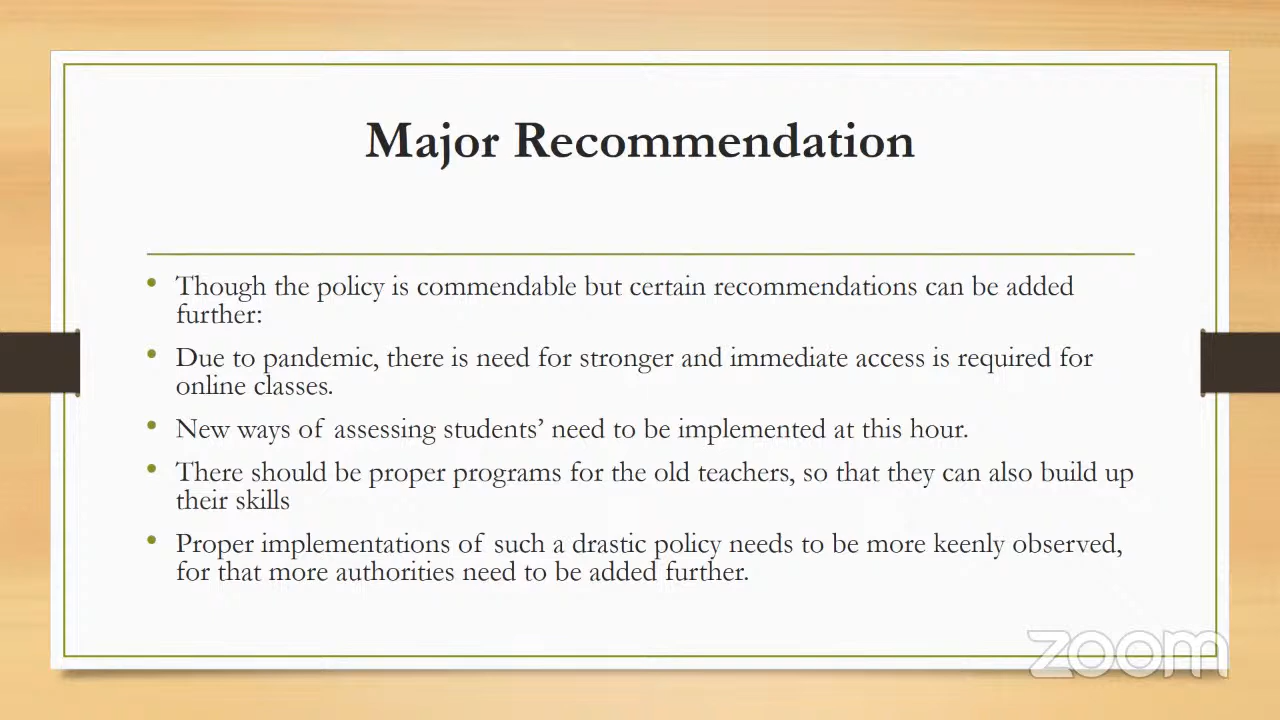 Major Recommendation
• Though the policy is commendable but certain recommendations can be added
further:
• Due to pandemic, there is need for stronger and immediate access is required for
online classes.
• New ways of assessing students’ need to be implemented at this hour.
• There should be proper programs for the old teachers, so that they can also build up
their skills
• Proper implementations of such a drastic policy needs to be more keenly observed,
for that more authorities need to be added further.
zoom